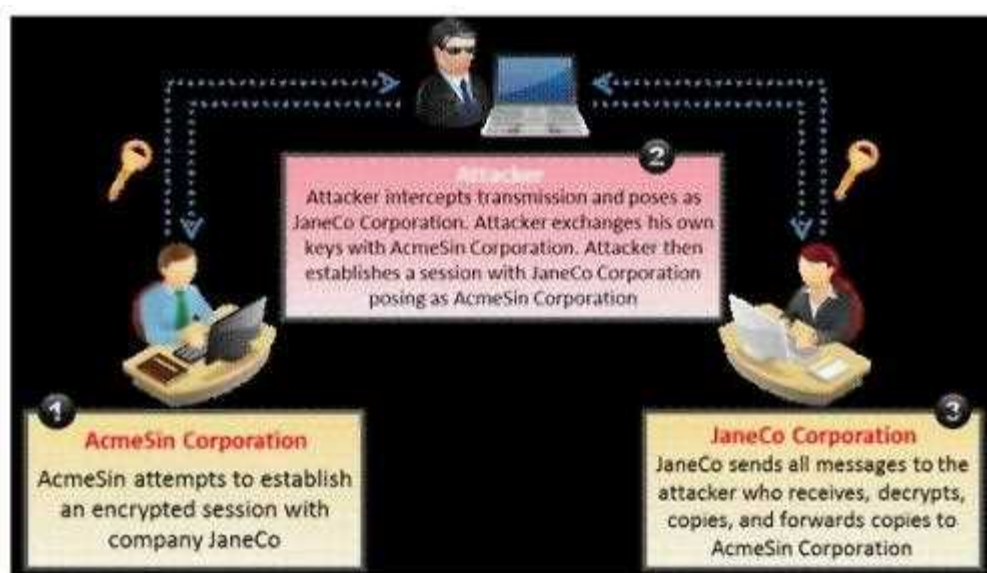 2
Attacker
Attacker intercepts transmission and poses as
JaneCo Corporation. Attacker exchanges his own
keys with AcmeSin Corporation. Attacker then
establishes a session with JaneCo Corporation
posing as AcmeSin Corporation
1
AcmeSin Corporation
AcmeSin attempts to establish
an encrypted session with
company JaneCo
3
JaneCo Corporation
JaneCo sends all messages to the
attacker who receives, decrypts,
copies, and forwards copies to
AcmeSin Corporation